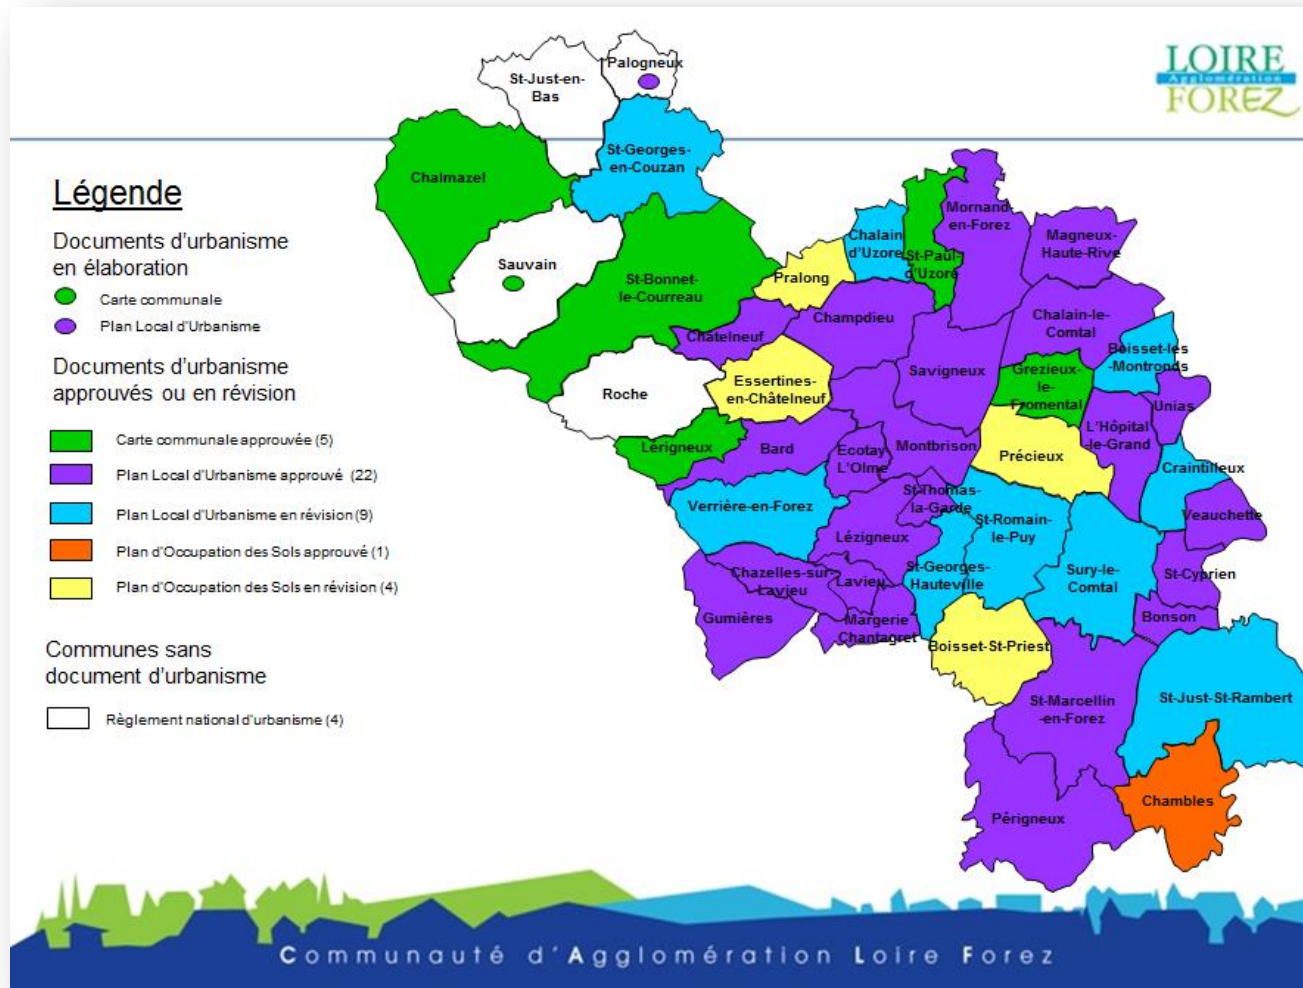 LOIRE
Agglomération
FOREZ
Palogneux
St-Just-en-
Bas
St-Georges-
en-Couzan
Chalmazel
Sauvain
St-Bonnet-
le-Courreau
Mornand-
en-Forez
Magneux-
Haute-Rive
Chalain
d'Uzore
St-Paul-
d'Uzore
Pralong
Champdieu
Chalain-le-
Comtal
Chatelneuf
Boisset-les
-Montronds
Savigneux
Grezieux-
le-
Fromental
Essertines-
en-Châtelneuf
Roche
Unias
L'Hôpital
-le-Grand
Lérigneux
Bard
Ecotay
L'Olme
Montbrison
Précieux
Craintilleux
Verrière-en-Forez
St-Thomas-
la-Garde
St-Romain-
le-Puy
Veauchette
Lézigneux
St-Georges-
Hauteville
Sury-le-
Comtal
St-Cyprien
Chazelles-sur-
Lavieu
Lavieu
Gumières
Margerie
Chantagret
Bonson
Boisset-St-Priest
St-Marcellin
-en-Forez
St-Just-St-Rambert
Chambles
Périgneux
Légende
Documents d'urbanisme
en élaboration
Carte communale
Plan Local d'Urbanisme
Documents d'urbanisme
approuvés ou en révision
Carte communale approuvée (5)
Plan Local d'Urbanisme approuvé (22)
Plan Local d'Urbanisme en révision (9)
Plan d'Occupation des Sols approuvé (1)
Plan d'Occupation des Sols en révision (4)
Communes sans
document d'urbanisme
Règlement national d'urbanisme (4)
Communauté d'Agglomération Loire Forez